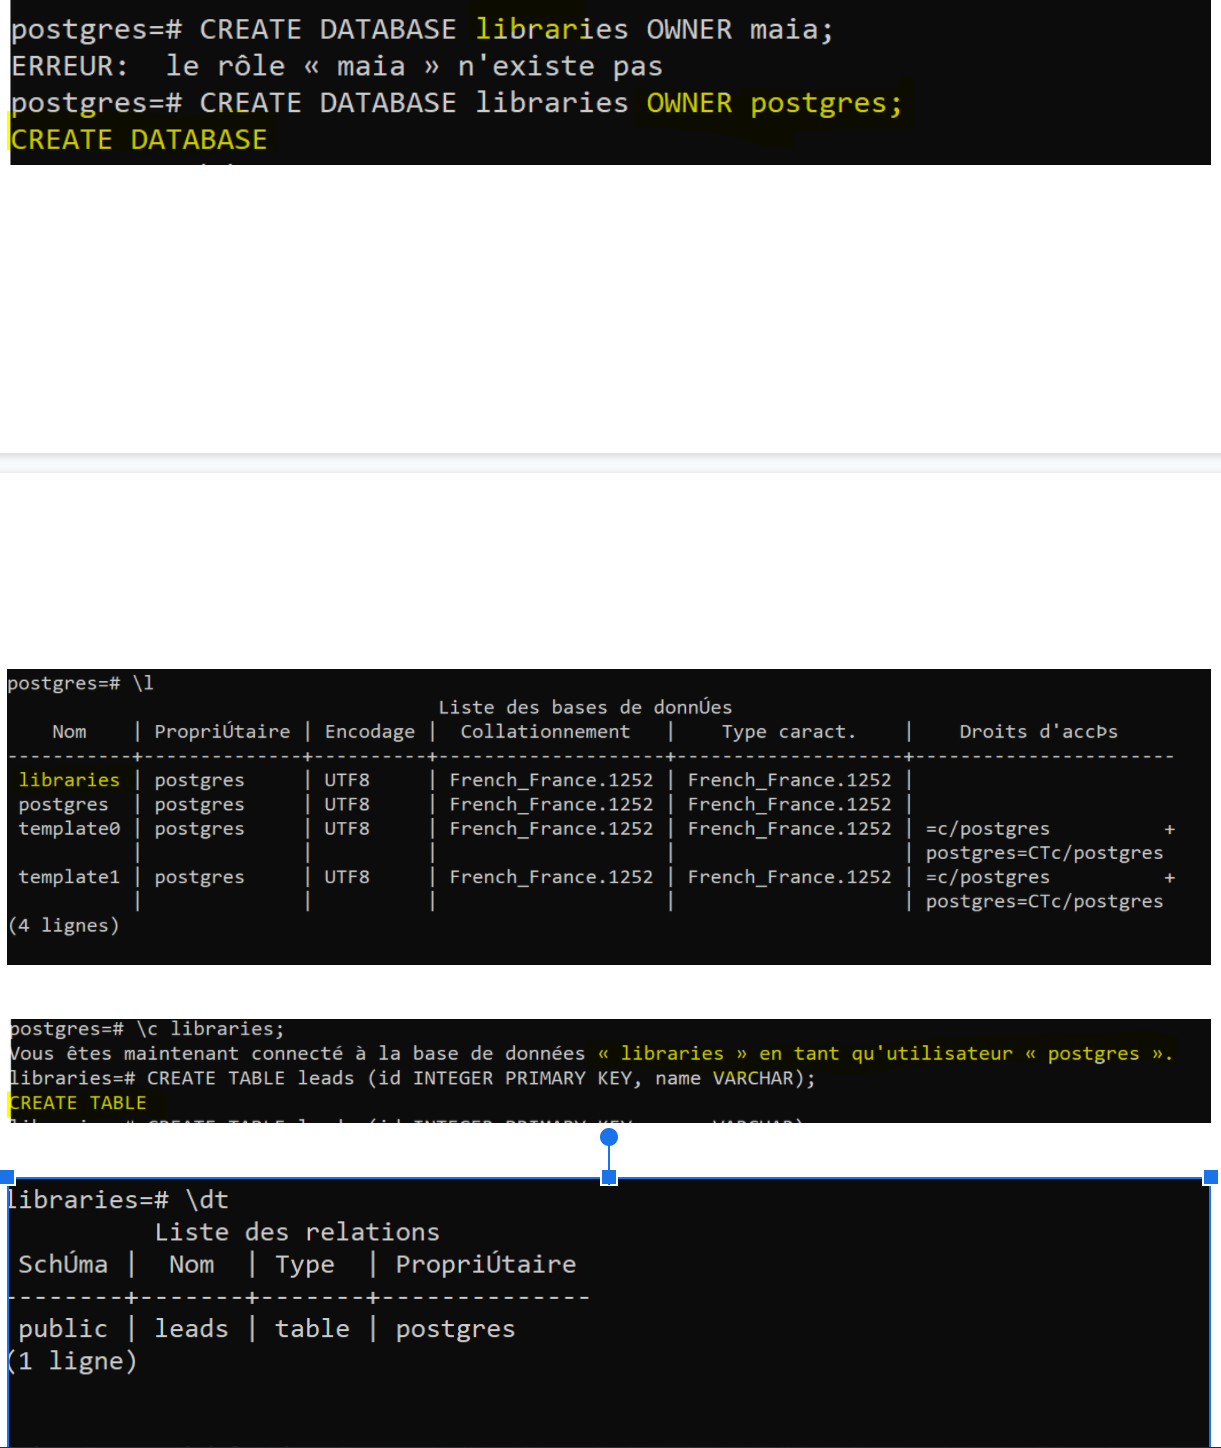 postgres=# CREATE DATABASE libraries OWNER maia;
ERREUR:  le rôle « maia » n'existe pas
postgres=# CREATE DATABASE libraries OWNER postgres;
CREATE DATABASE
postgres=# \l
                                      Liste des bases de donnÚes
    Nom    | PropriÚtaire | Encodage |  Collationnement   |    Type caract.    |    Droits d'accÞs
-----------+--------------+----------+--------------------+--------------------+-----------------------
 libraries | postgres     | UTF8     | French_France.1252 | French_France.1252 |
 postgres  | postgres     | UTF8     | French_France.1252 | French_France.1252 |
 template0 | postgres     | UTF8     | French_France.1252 | French_France.1252 | =c/postgres          +
           |              |          |                    |                    | postgres=CTc/postgres
 template1 | postgres     | UTF8     | French_France.1252 | French_France.1252 | =c/postgres          +
           |              |          |                    |                    | postgres=CTc/postgres
(4 lignes)
postgres=# \c libraries;
Vous êtes maintenant connecté à la base de données « libraries » en tant qu'utilisateur « postgres ».
libraries=# CREATE TABLE leads (id INTEGER PRIMARY KEY, name VARCHAR);
CREATE TABLE
libraries=# \dt
          Liste des relations
 SchÚma |  Nom  | Type  | PropriÚtaire
--------+-------+-------+--------------
 public | leads | table | postgres
(1 ligne)